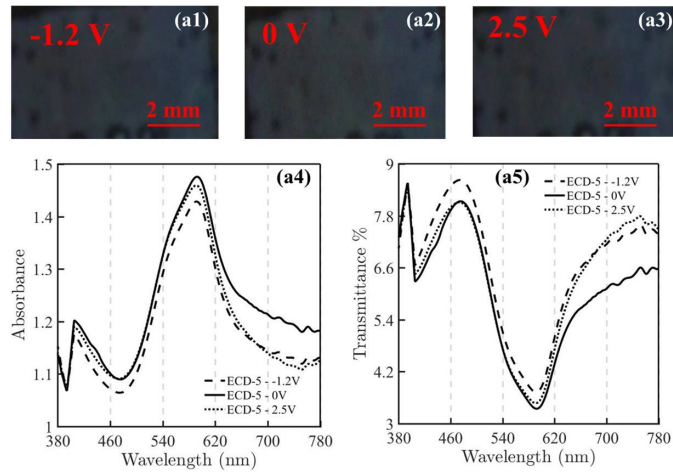 -1.2 V (a1)
2 mm
0 V (a2)
2 mm
2.5 V (a3)
2 mm
1.5
1.4
1.3
1.2
1.1
1
Absorbance
(a4)
ECD-5 - -1.2V
ECD-5 - 0V
ECD-5 - 2.5V
380 460 540 620 700 780
Wavelength (nm)
9
7.8
6.6
5.4
4.2
3
Transmittance %
(a5)
ECD-5 - -1.2V
ECD-5 - 0V
ECD-5 - 2.5V
380 460 540 620 700 780
Wavelength (nm)